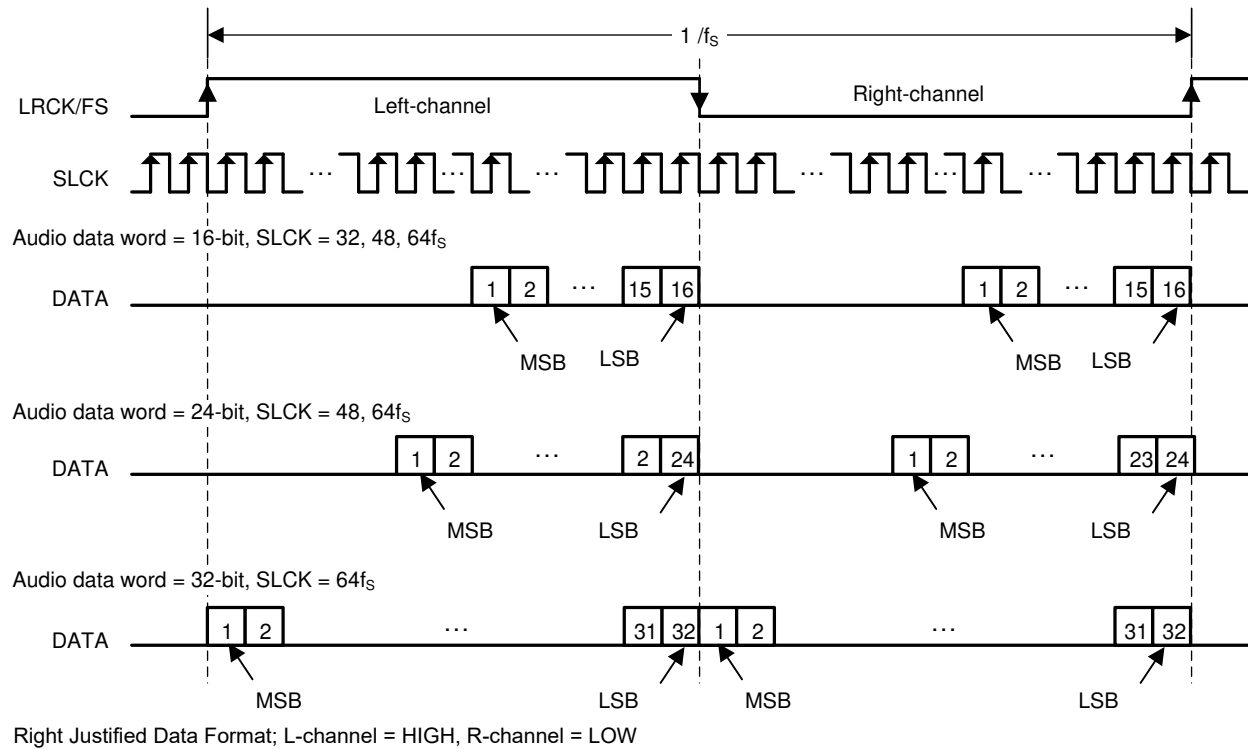 1 /fS
LRCK/FS
Left-channel
Right-channel
SLCK
... ... ... ... ... ...
Audio data word = 16-bit, SLCK = 32, 48, 64fS
DATA
1 2 ... 15 16
1 2 ... 15 16
MSB LSB
MSB LSB
Audio data word = 24-bit, SLCK = 48, 64fS
DATA
1 2 ... 2 24
1 2 ... 23 24
MSB LSB
MSB LSB
Audio data word = 32-bit, SLCK = 64fS
DATA
1 2 ... 31 32
1 2 ... 31 32
MSB LSB
MSB LSB
Right Justified Data Format; L-channel = HIGH, R-channel = LOW